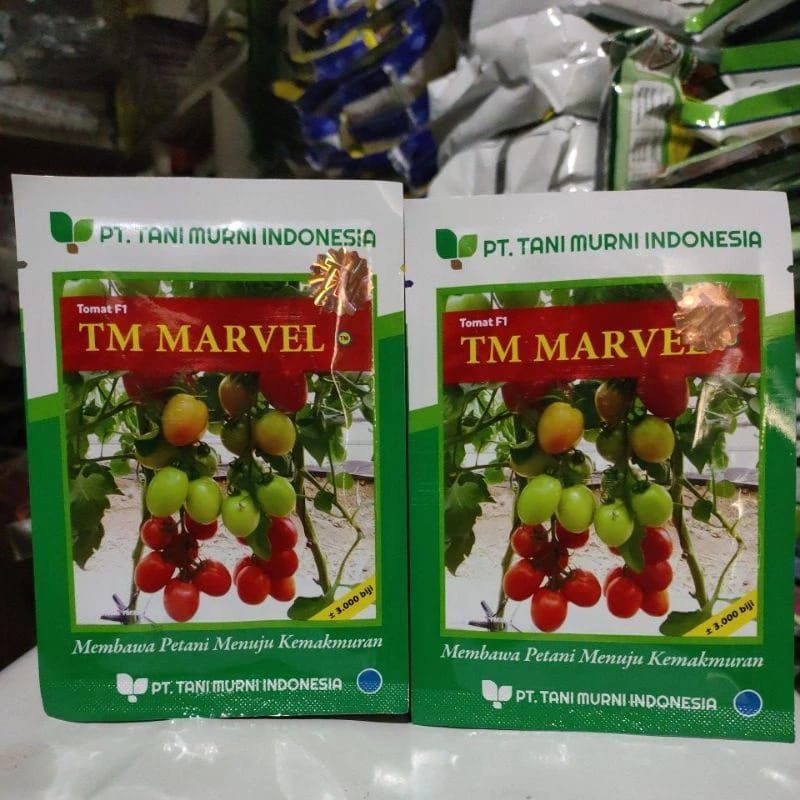 PT. TANI MURNI INDONESIA
Tomat F1
TM MARVEL TM
± 3.000 biji
Membawa Petani Menuju Kemakmuran
PT. TANI MURNI INDONESIA
PT. TANI MURNI INDONESIA
Tomat F1
TM MARVEL
± 3.000 biji
Membawa Petani Menuju Kemakmuran
PT. TANI MURNI INDONESIA